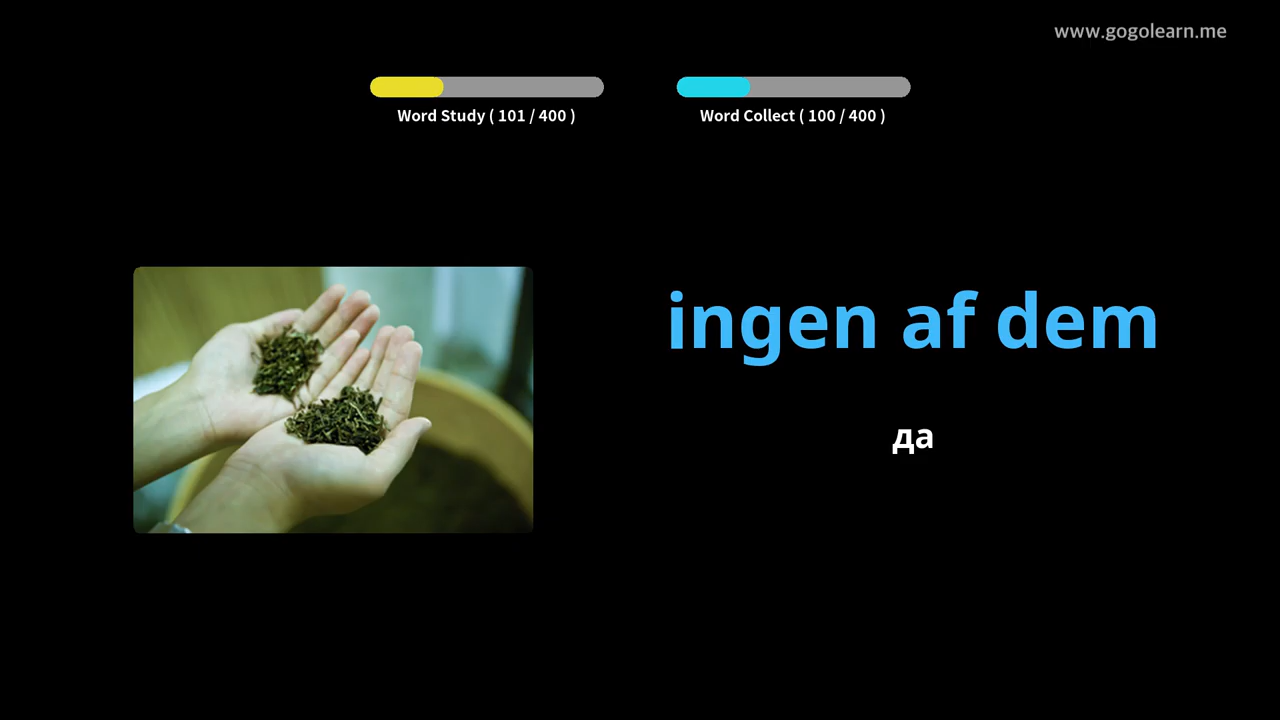 www.gogolearn.me
Word Study ( 101 / 400 )
Word Collect ( 100 / 400 )
ingen af dem
да